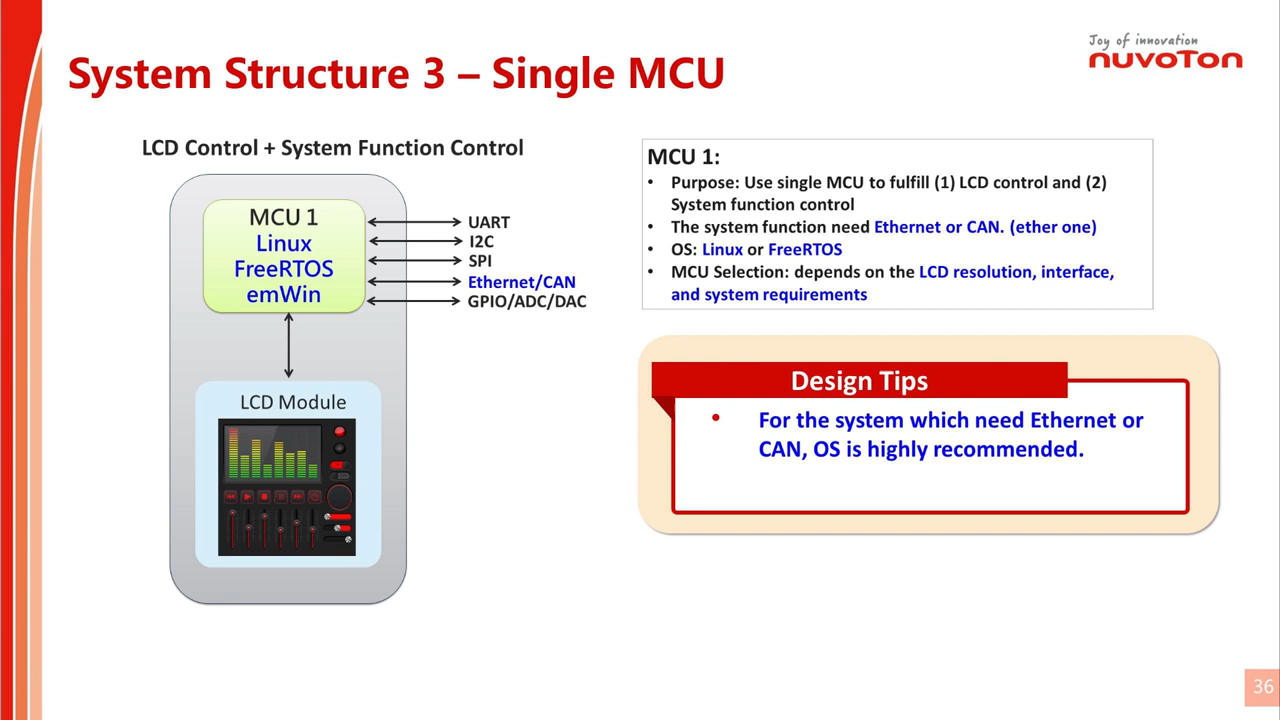 Joy of innovation
nuvoTon
System Structure 3 – Single MCU
LCD Control + System Function Control
MCU 1
Linux
FreeRTOS
emWin
UART
I2C
SPI
Ethernet/CAN
GPIO/ADC/DAC
LCD Module
MCU 1:
• Purpose: Use single MCU to fulfill (1) LCD control and (2)
System function control
• The system function need Ethernet or CAN. (ether one)
• OS: Linux or FreeRTOS
• MCU Selection: depends on the LCD resolution, interface,
and system requirements
Design Tips
• For the system which need Ethernet or
CAN, OS is highly recommended.
36